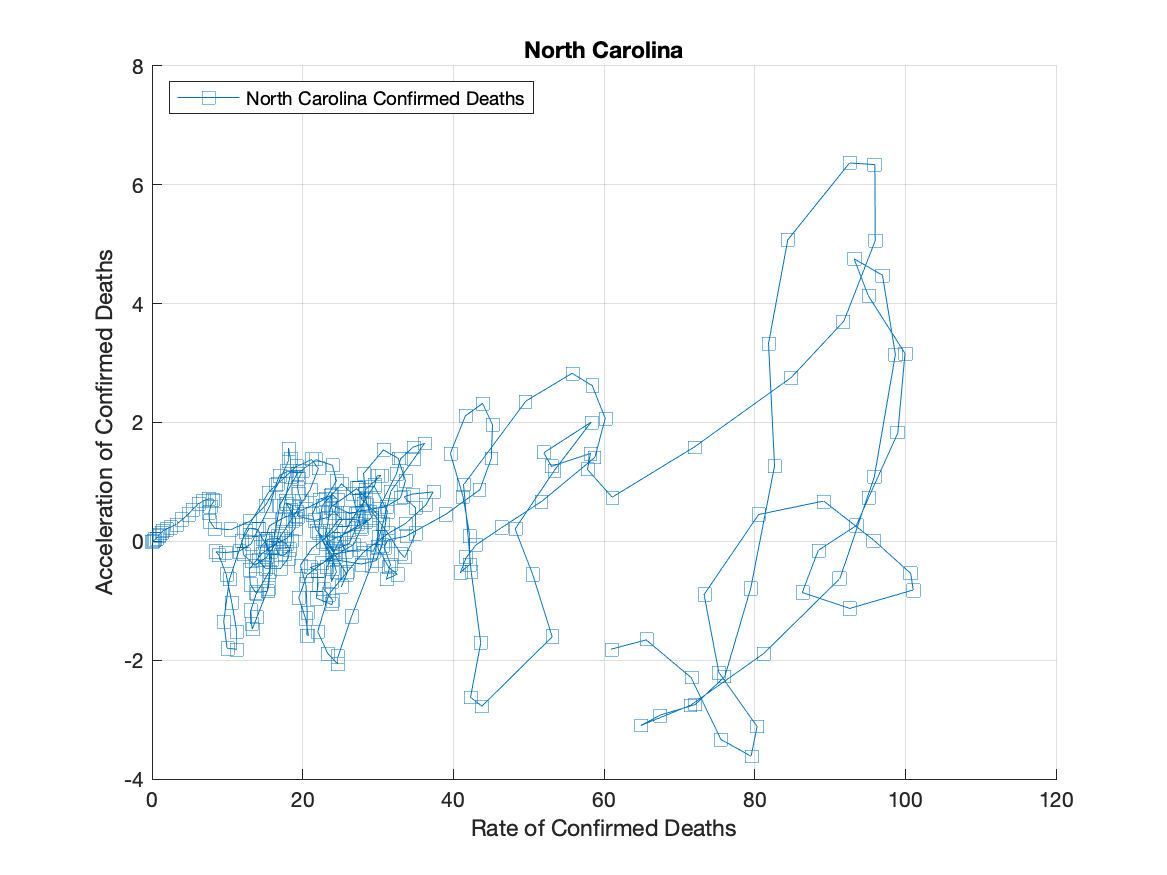 North Carolina
North Carolina Confirmed Deaths
8
6
4
2
0
-2
-4
Acceleration of Confirmed Deaths
0 20 40 60 80 100 120
Rate of Confirmed Deaths